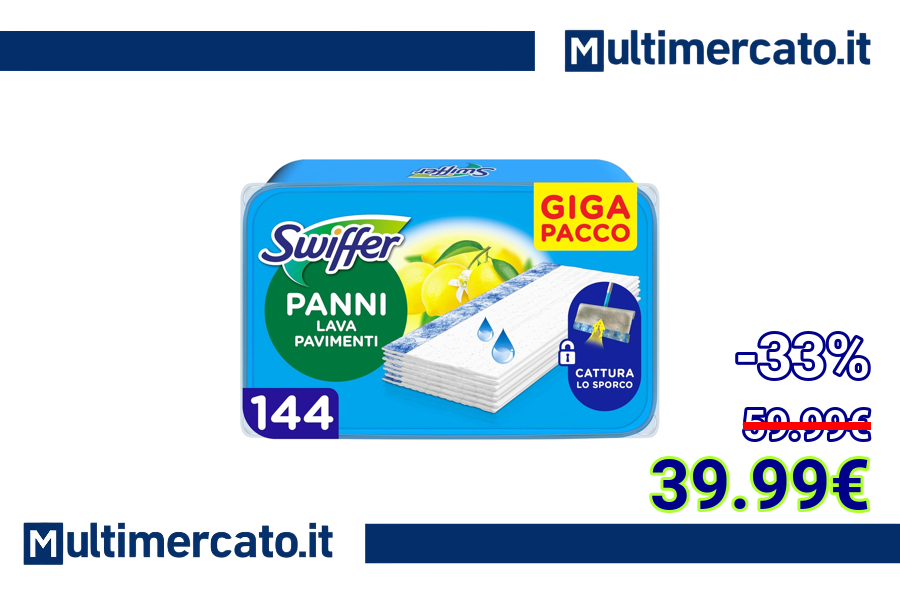 Multimercato.it
Swiffer
GIGA
PACCO
Swiffer
PANNI
LAVA
PAVIMENTI
CATTURA
LO SPORCO
144
-33%
59.99€
39.99€
Multimercato.it